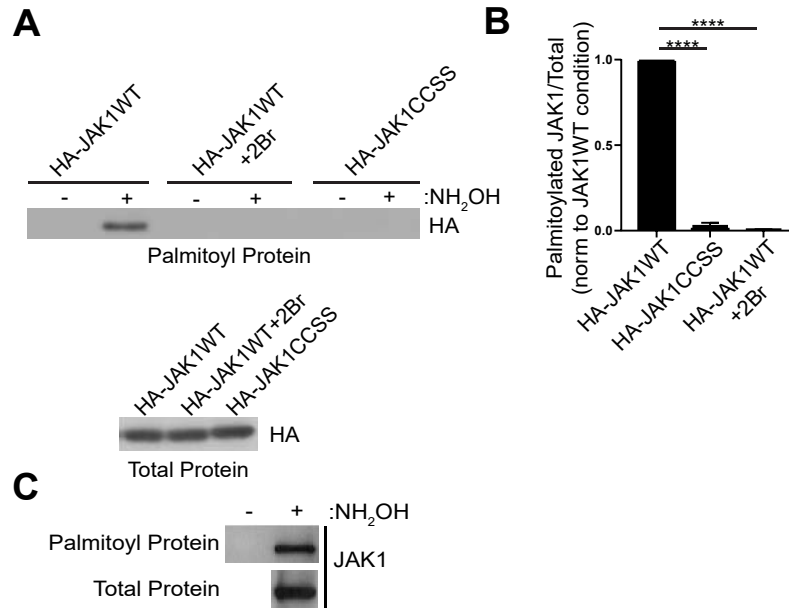 A
HA-JAK1WT
HA-JAK1WT
+2Br
HA-JAK1CCSS
- + - + - + :NH2OH
HA
Palmitoyl Protein
HA-JAK1WT
HA-JAK1WT+2Br
HA-JAK1CCSS
HA
Total Protein
B
****
****
Palmitoylated JAK1/Total
(norm to JAK1WT condition)
1.0
0.5
0.0
HA-JAK1WT
HA-JAK1CCSS
HA-JAK1WT
+2Br
C
- + :NH2OH
Palmitoyl Protein
JAK1
Total Protein